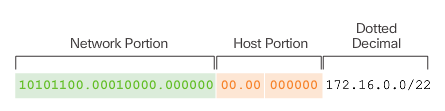 Network Portion Host Portion Dotted Decimal
10101100.00010000.000000 00.00 000000 172.16.0.0/22